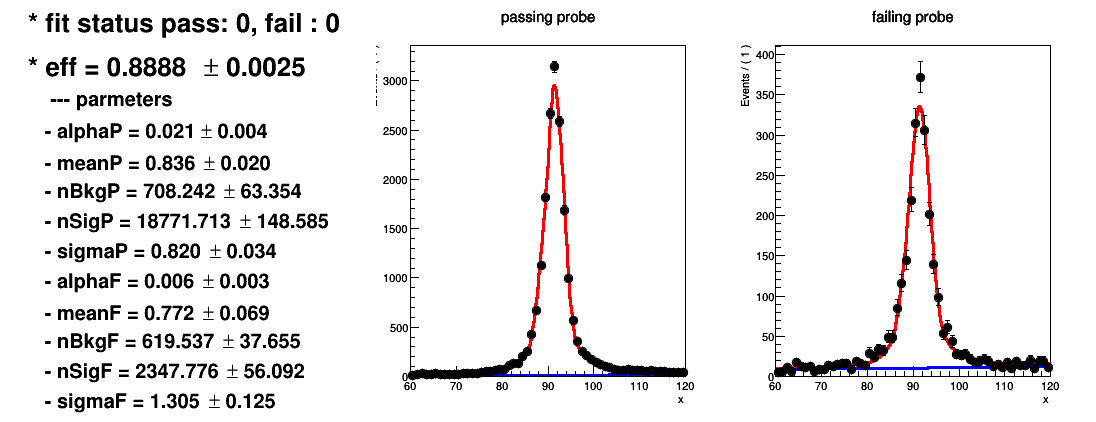 * fit status pass: 0, fail : 0
* eff = 0.8888 ± 0.0025
--- parmeters
- alphaP = 0.021 ± 0.004
- meanP = 0.836 ± 0.020
- nBkgP = 708.242 ± 63.354
- nSigP = 18771.713 ± 148.585
- sigmaP = 0.820 ± 0.034
- alphaF = 0.006 ± 0.003
- meanF = 0.772 ± 0.069
- nBkgF = 619.537 ± 37.655
- nSigF = 2347.776 ± 56.092
- sigmaF = 1.305 ± 0.125
passing probe
3000
2500
2000
1500
1000
500
0
60 70 80 90 100 110 120
x
failing probe
Events / ( 1 )
400
350
300
250
200
150
100
50
0
60 70 80 90 100 110 120
x